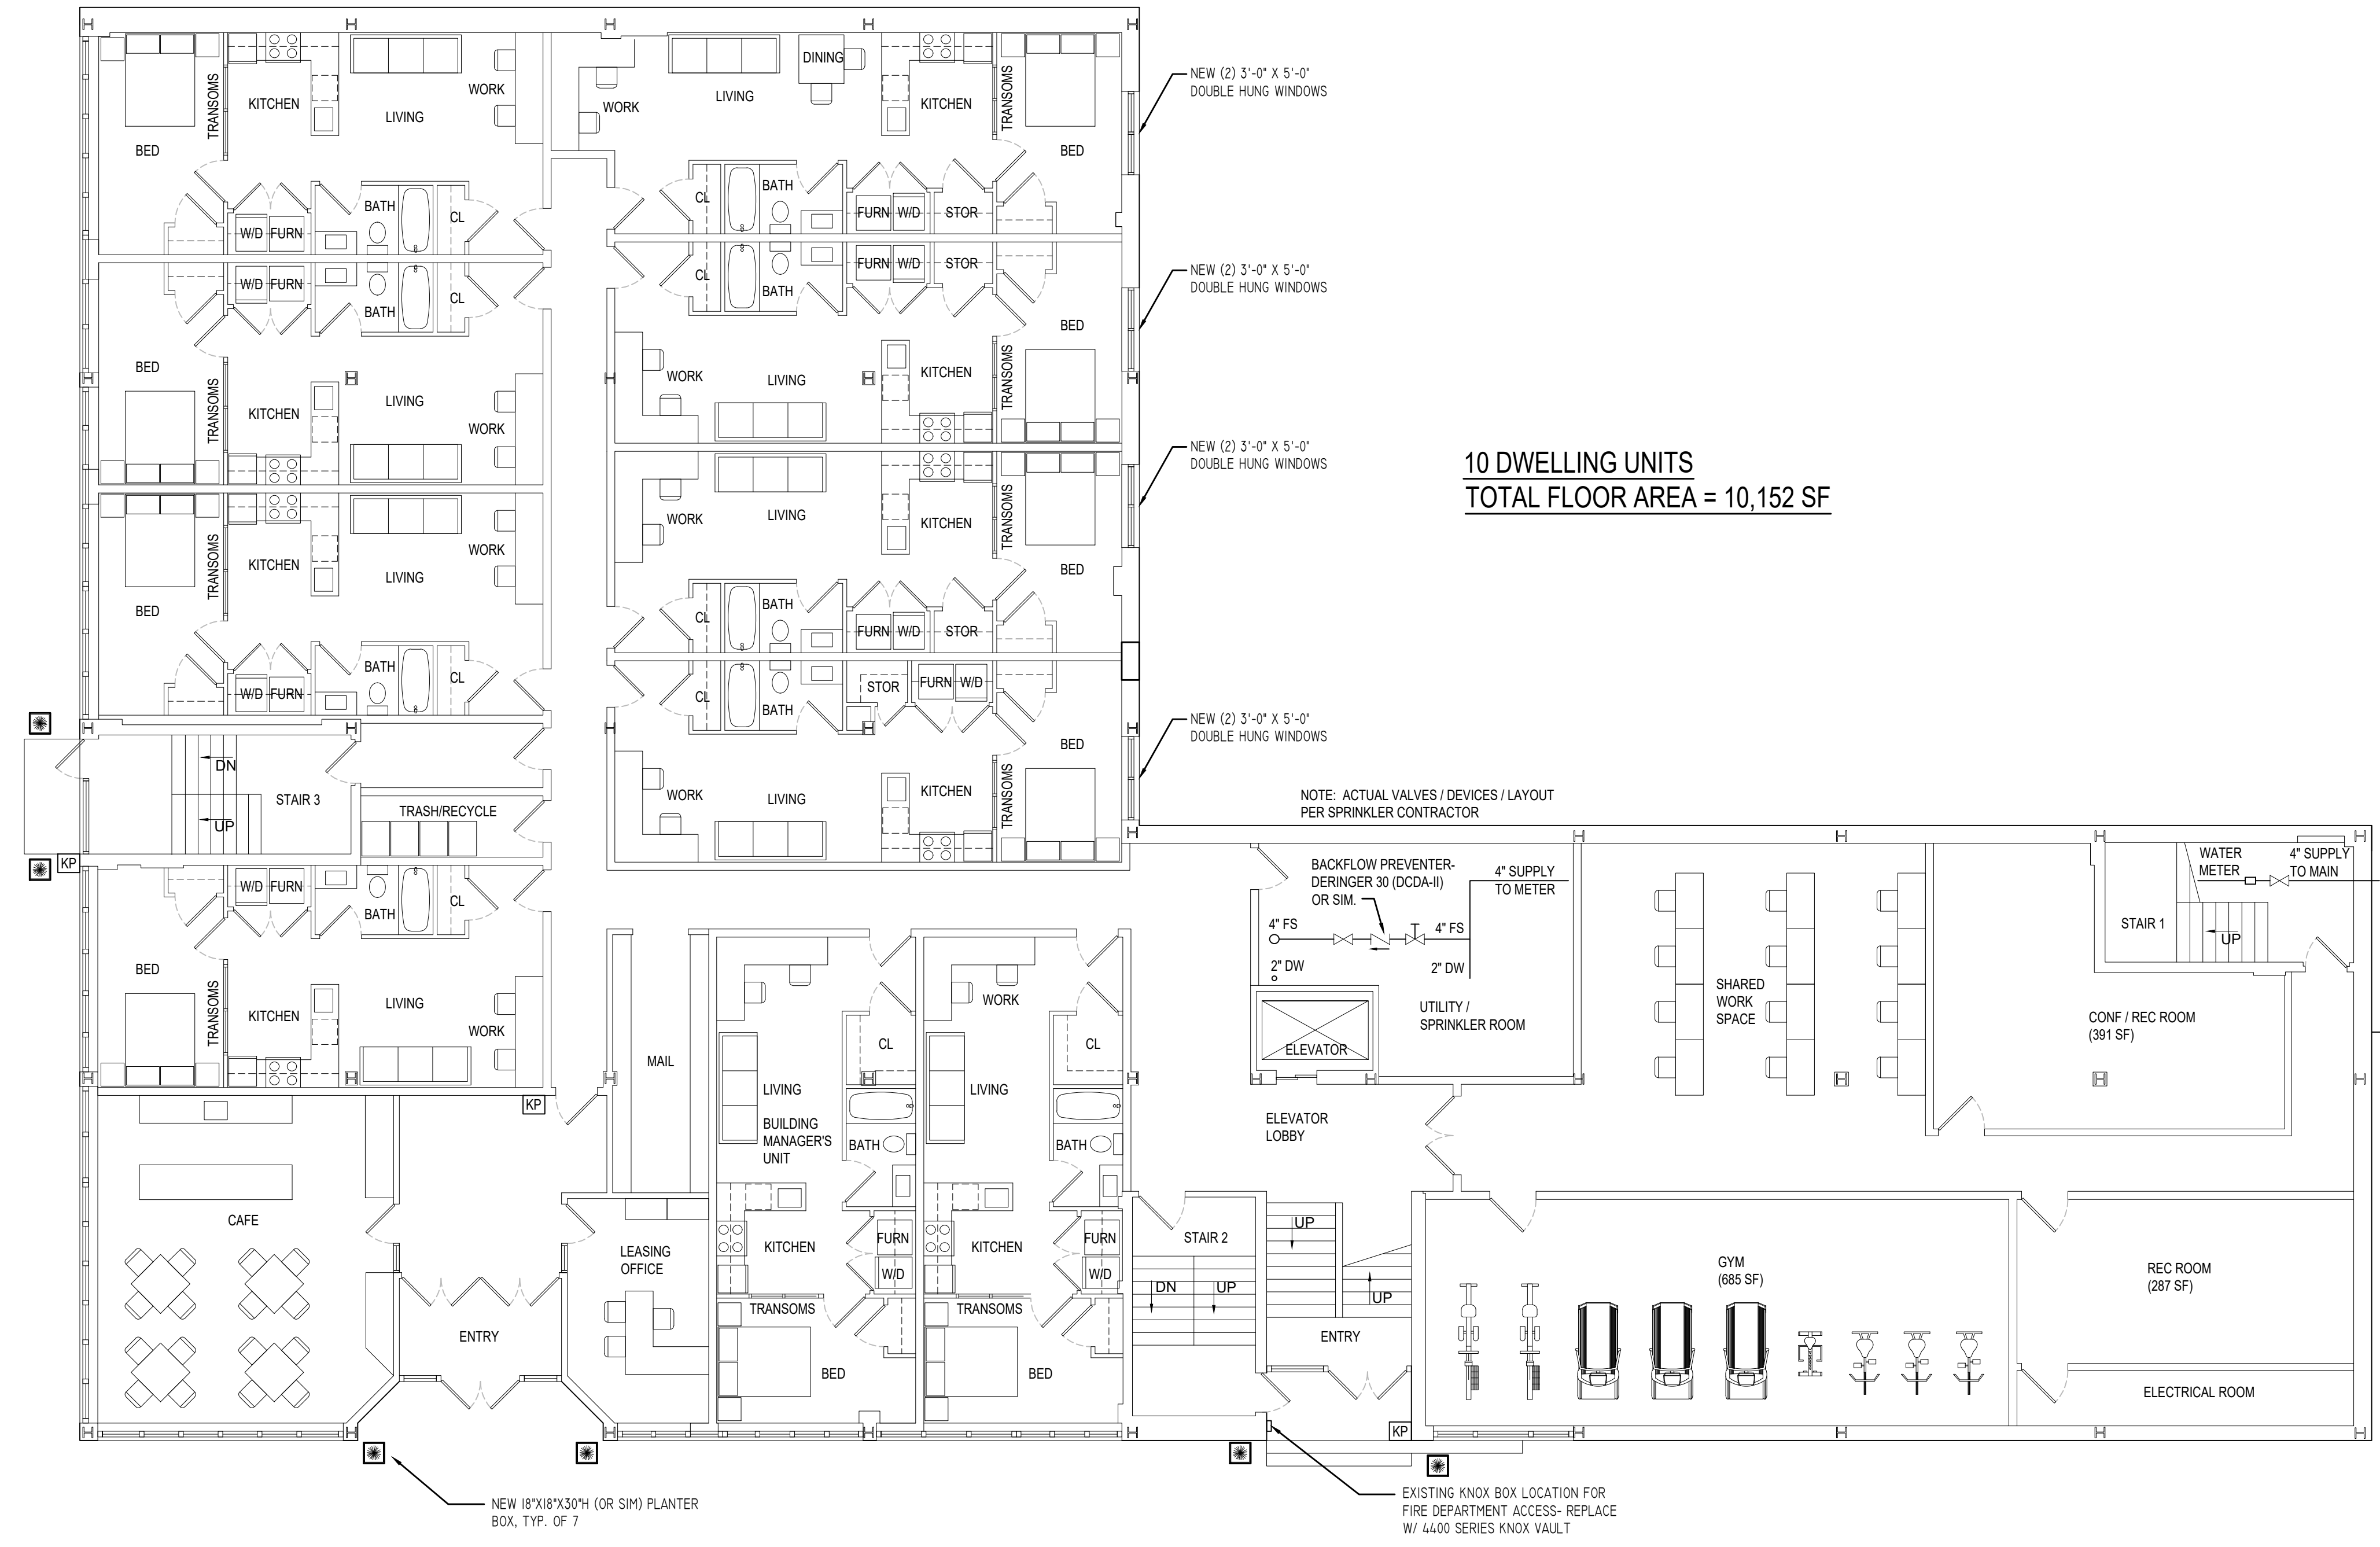 BED
TRANSOMS
KITCHEN
LIVING
WORK
W/D
FURN
BATH
CL
WORK
LIVING
DINING
KITCHEN
TRANSOMS
BED
CL
BATH
FURN
W/D
STOR
NEW (2) 3'-0" X 5'-0"
DOUBLE HUNG WINDOWS
W/D
FURN
BATH
CL
BED
TRANSOMS
KITCHEN
LIVING
WORK
CL
BATH
FURN
W/D
STOR
WORK
LIVING
KITCHEN
TRANSOMS
BED
NEW (2) 3'-0" X 5'-0"
DOUBLE HUNG WINDOWS
BED
TRANSOMS
KITCHEN
LIVING
WORK
W/D
FURN
BATH
CL
WORK
LIVING
KITCHEN
TRANSOMS
BED
CL
BATH
FURN
W/D
STOR
NEW (2) 3'-0" X 5'-0"
DOUBLE HUNG WINDOWS
10 DWELLING UNITS
TOTAL FLOOR AREA = 10,152 SF
CL
BATH
STOR
FURN
W/D
WORK
LIVING
KITCHEN
TRANSOMS
BED
NEW (2) 3'-0" X 5'-0"
DOUBLE HUNG WINDOWS
DN
UP
STAIR 3
TRASH/RECYCLE
KP
W/D
FURN
BATH
CL
BED
TRANSOMS
KITCHEN
LIVING
WORK
KP
NOTE: ACTUAL VALVES / DEVICES / LAYOUT
PER SPRINKLER CONTRACTOR
BACKFLOW PREVENTER-
DERINGER 30 (DCDA-II)
OR SIM.
4" SUPPLY
TO METER
4" FS
4" FS
2" DW
2" DW
UTILITY /
SPRINKLER ROOM
ELEVATOR
ELEVATOR
LOBBY
SHARED
WORK
SPACE
WATER
METER
4" SUPPLY
TO MAIN
STAIR 1
UP
CONF / REC ROOM
(391 SF)
MAIL
CL
LIVING
BUILDING
MANAGER'S
UNIT
BATH
KITCHEN
FURN
W/D
TRANSOMS
BED
WORK
CL
LIVING
BATH
KITCHEN
FURN
W/D
TRANSOMS
BED
CAFE
ENTRY
LEASING
OFFICE
STAIR 2
DN
UP
UP
UP
ENTRY
KP
GYM
(685 SF)
REC ROOM
(287 SF)
ELECTRICAL ROOM
NEW 18"X18"X30"H (OR SIM) PLANTER
BOX, TYP. OF 7
EXISTING KNOX BOX LOCATION FOR
FIRE DEPARTMENT ACCESS- REPLACE
W/ 4400 SERIES KNOX VAULT